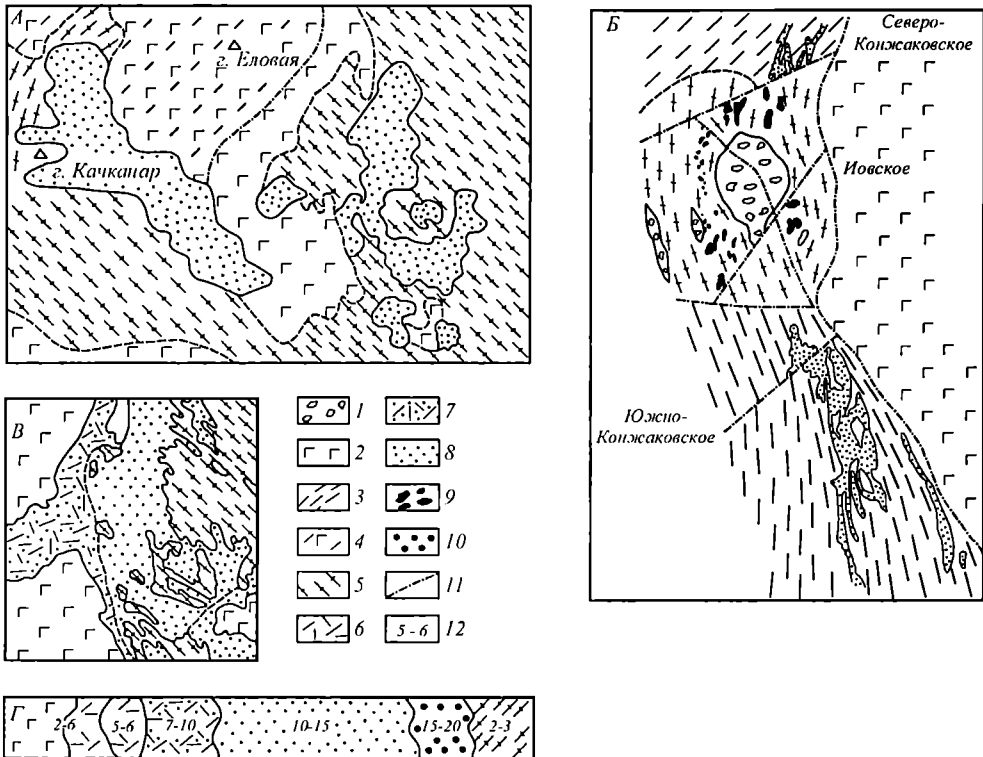 А
г. Еловая
г. Качканар
Б
Северо-
Конжаковское
Иовское
Южно-
Конжаковское
В
1
2
3
4
5
6
7
8
9
10
11
5 - 6 12
Г
2-6
5-6
7-10
10-15
15-20
2-3